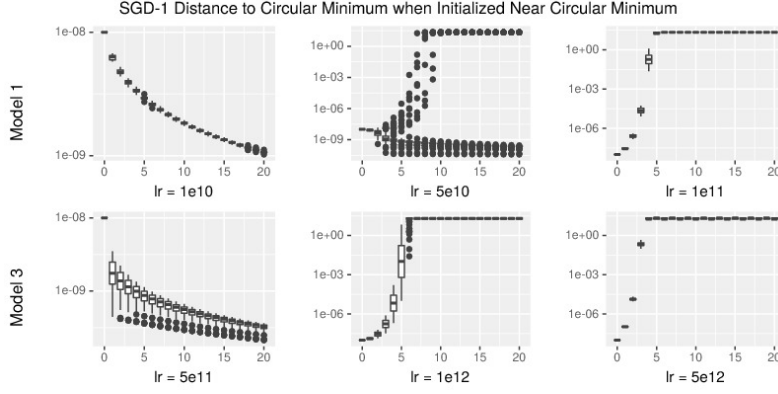 SGD-1 Distance to Circular Minimum when Initialized Near Circular Minimum
Model 1
1e-08
1e-09
0 5 10 15 20
lr = 1e10
1e+00
1e-03
1e-06
1e-09
0 5 10 15 20
lr = 5e10
1e+00
1e-03
1e-06
0 5 10 15 20
lr = 1e11
Model 3
1e-08
1e-09
0 5 10 15 20
lr = 5e11
1e+00
1e-03
1e-06
0 5 10 15 20
lr = 1e12
1e+00
1e-03
1e-06
0 5 10 15 20
lr = 5e12